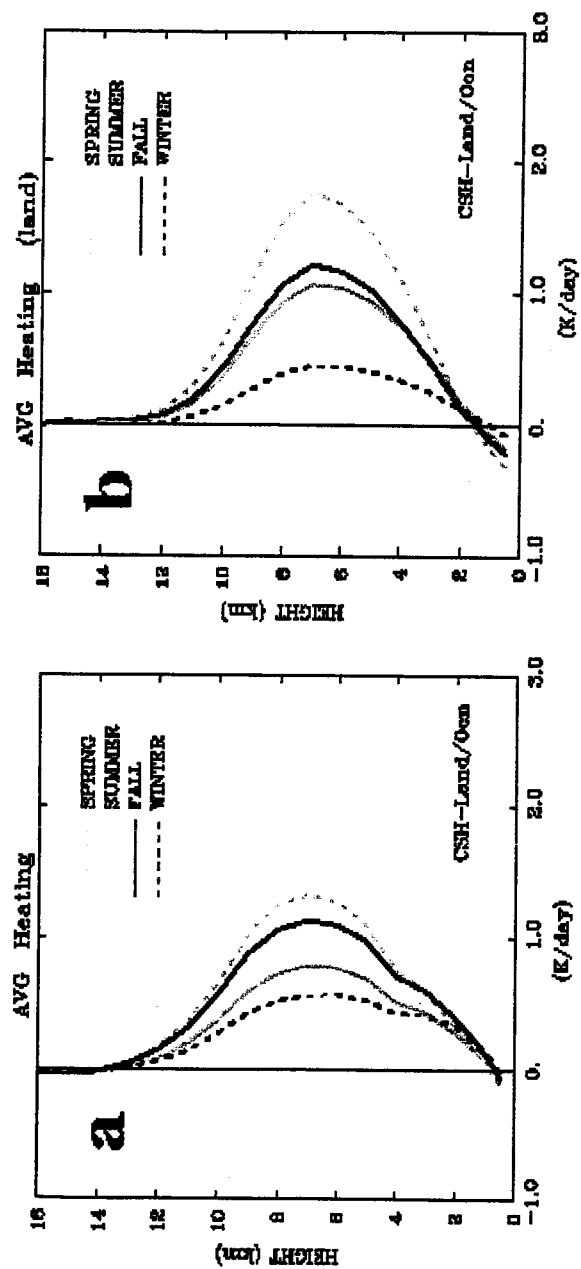 a
AVG Heating
SPRING
SUMMER
FALL
WINTER
CSH-Land/Ocn
HEIGHT (km)
16
14
12
10
8
6
4
2
0
-1.0
0.
1.0
2.0
3.0
(K/day)
b
AVG Heating (land)
SPRING
SUMMER
FALL
WINTER
CSH-Land/Ocn
HEIGHT (km)
16
14
12
10
8
6
4
2
0
-1.0
0.
1.0
2.0
3.0
(K/day)